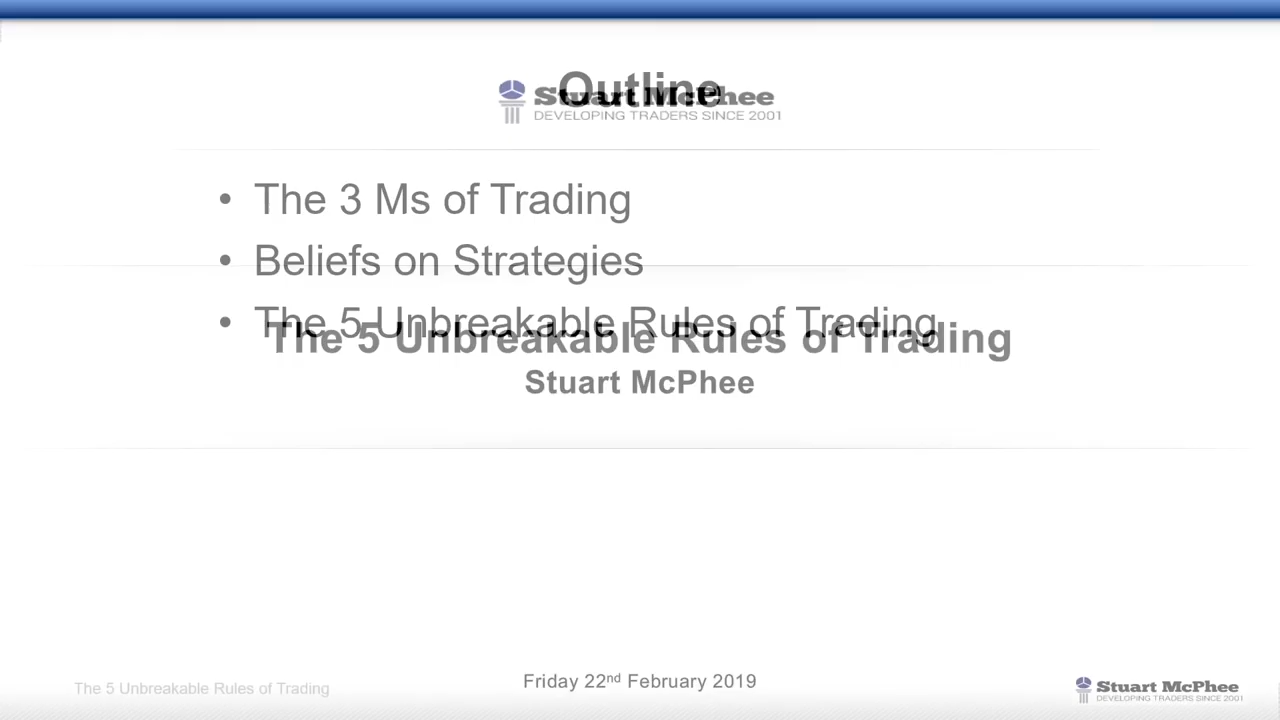 Outline
Stuart McPhee
DEVELOPING TRADERS SINCE 2001
• The 3 Ms of Trading
• Beliefs on Strategies
• The 5 Unbreakable Rules of Trading
The 5 Unbreakable Rules of Trading
Stuart McPhee
Friday 22nd February 2019
The 5 Unbreakable Rules of Trading
Stuart McPhee
DEVELOPING TRADERS SINCE 2001